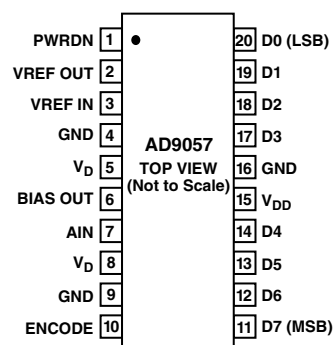 PWRDN 1
VREF OUT 2
VREF IN 3
GND 4
VD 5
BIAS OUT 6
AIN 7
VD 8
GND 9
ENCODE 10
AD9057
TOP VIEW
(Not to Scale)
20 D0 (LSB)
19 D1
18 D2
17 D3
16 GND
15 VDD
14 D4
13 D5
12 D6
11 D7 (MSB)